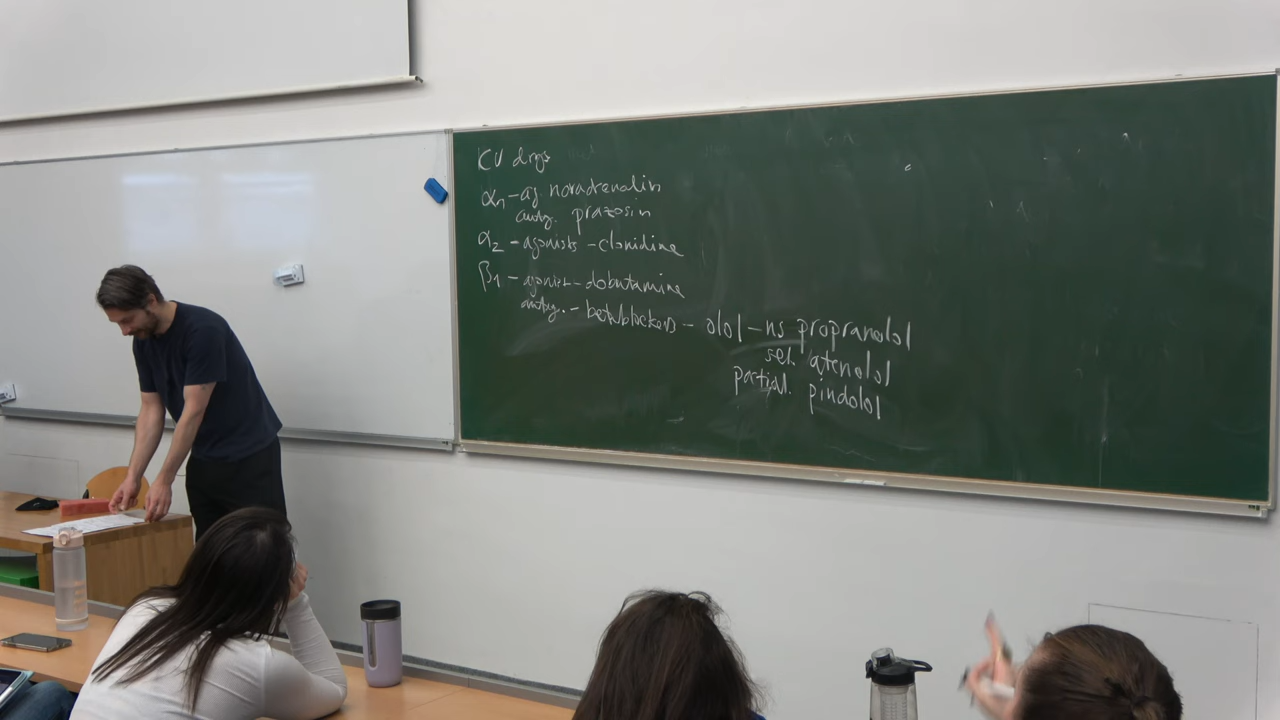 CV drgs
α1 - ag noradrenalin
antg. prazosin
α2 - agonists - clonidine
β1 - agonist - dobutamine
antg. - betablockers - olol - ns propranolol
sel. atenolol
partial. pindolol